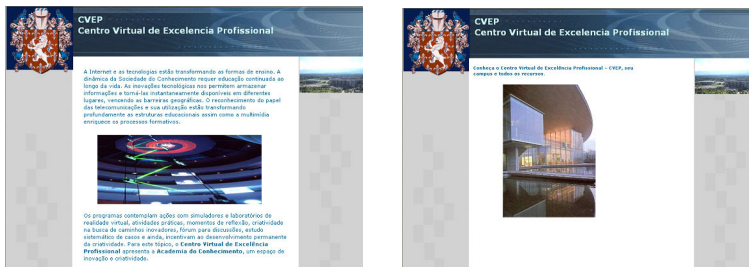 CVEP
Centro Virtual de Excelencia Profissional
A Internet e as tecnologias estão transformando as formas de ensino. A
dinâmica da Sociedade do Conhecimento requer educação continuada ao
longo da vida. As inovações tecnológicas nos permitem armazenar
informações e torná-las instantaneamente disponíveis em diferentes
lugares, vencendo as barreiras geográficas. O reconhecimento do papel
das telecomunicações e sua utilização estão transformando
profundamente as estruturas educacionais assim como a multimídia
enriquece os processos formativos.
Os programas contemplam ações com simuladores e laboratórios de
realidade virtual, atividades práticas, momentos de reflexão, criatividade
na busca de caminhos inovadores, fórum para discussões, estudo
sistemático de casos e ainda, incentivam ao desenvolvimento permanente
da criatividade. Para este tópico, o Centro Virtual de Excelência
Profissional apresenta a Academia do Conhecimento, um espaço de
inovação e criatividade.
CVEP
Centro Virtual de Excelencia Profissional
Conheça o Centro Virtual de Excelência Profissional – CVEP, seu
campus e todos os recursos.